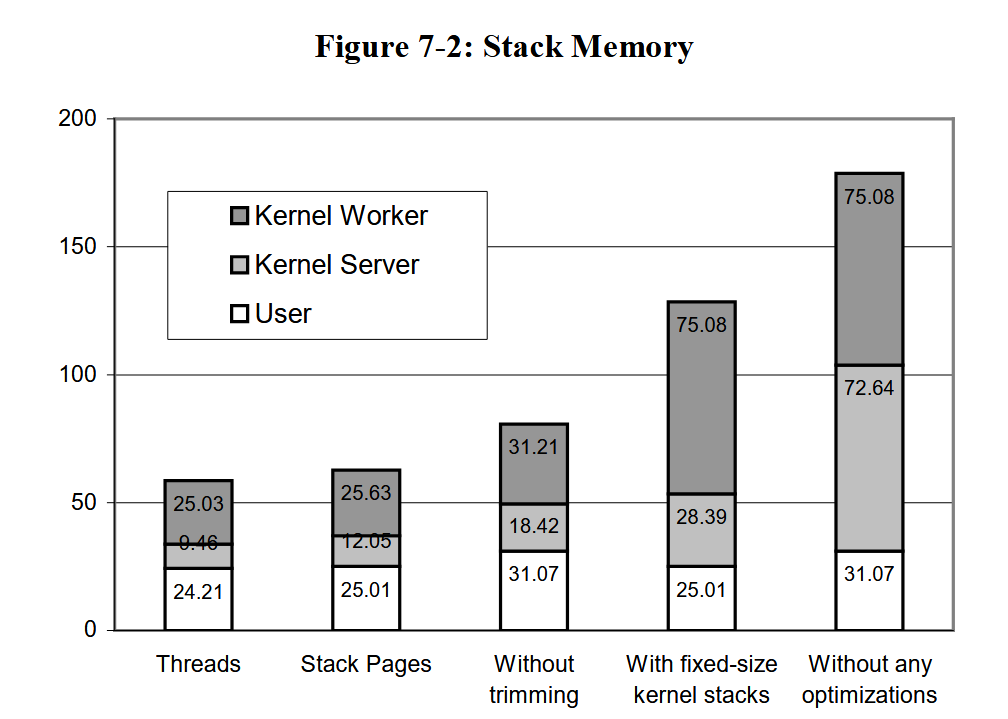 Figure 7-2: Stack Memory
200
150
100
50
0
Kernel Worker
Kernel Server
User
25.03
9.46
24.21
25.63
12.05
25.01
31.21
18.42
31.07
75.08
28.39
25.01
75.08
72.64
31.07
Threads
Stack Pages
Without
trimming
With fixed-size
kernel stacks
Without any
optimizations